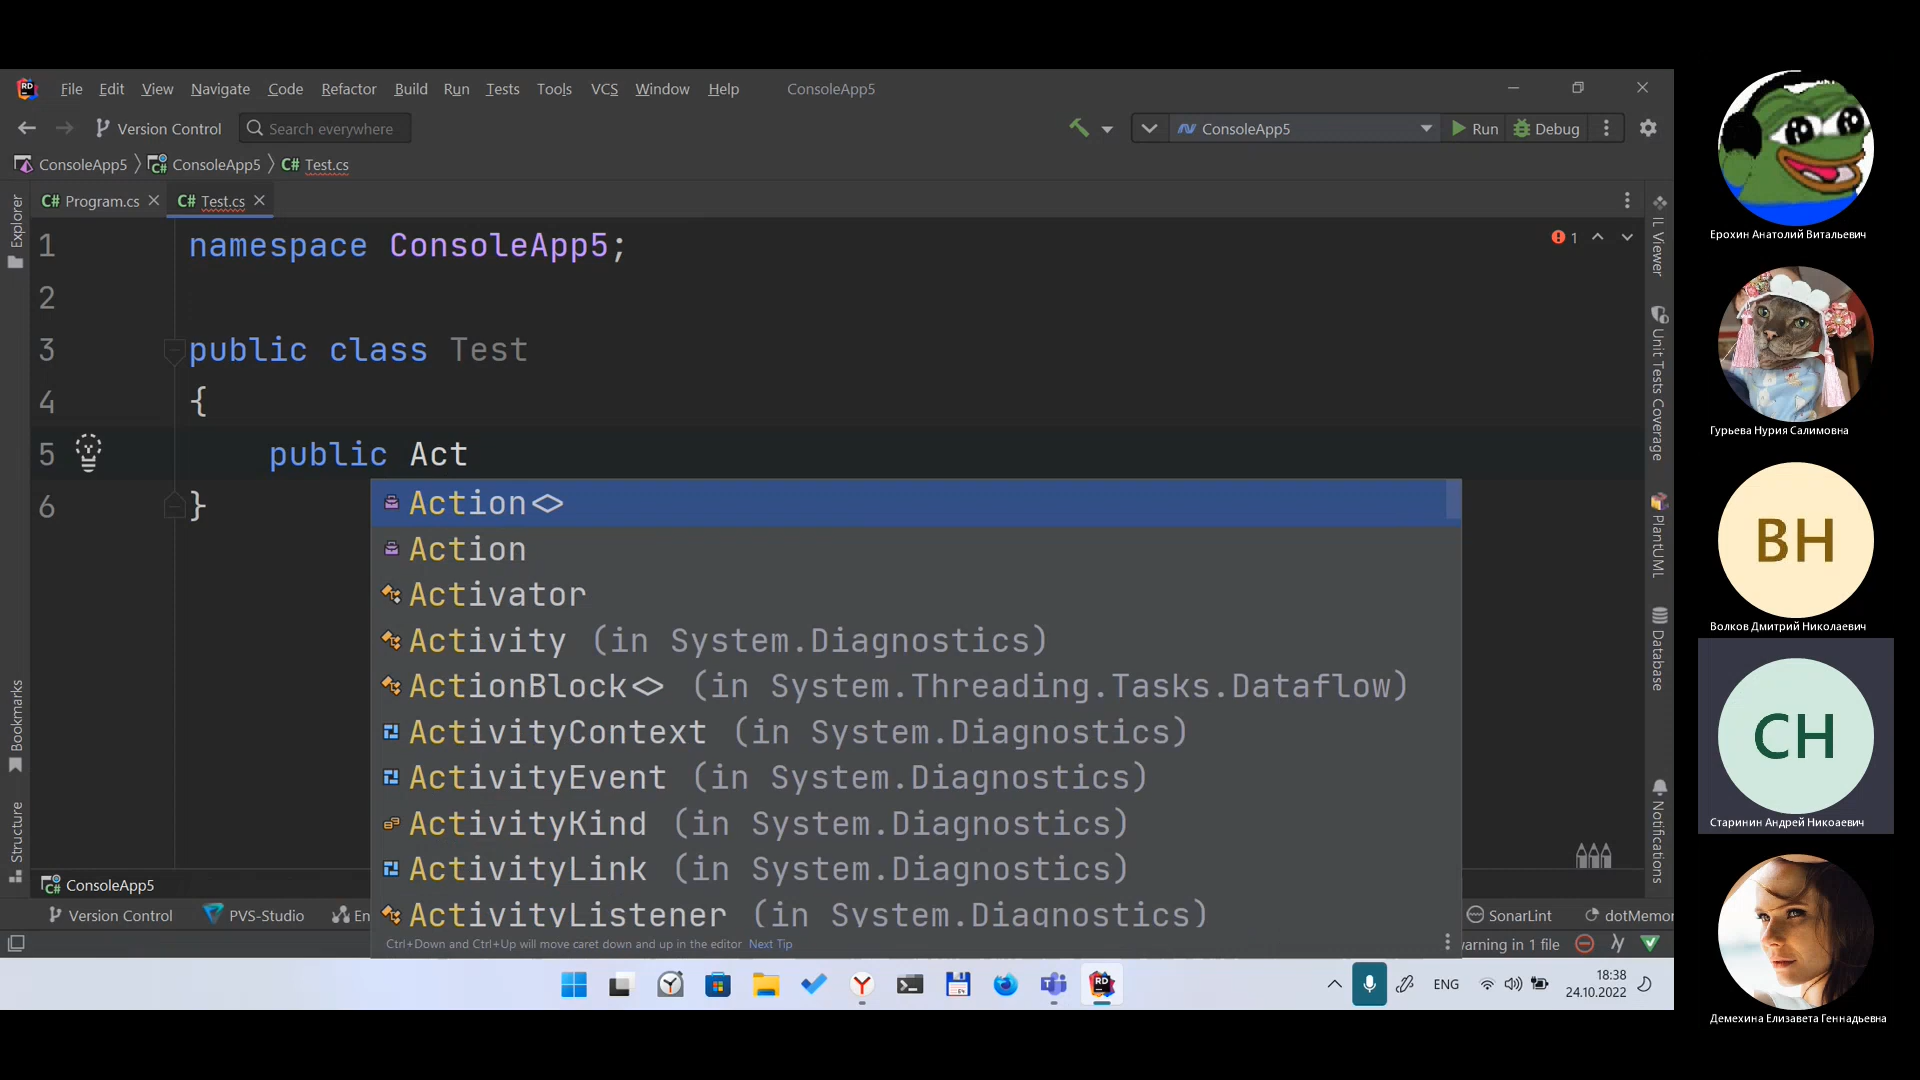 File Edit View Navigate Code Refactor Build Run Tests Tools VCS Window Help ConsoleApp5
Version Control Search everywhere ConsoleApp5 Run Debug
ConsoleApp5 ConsoleApp5 C# Test.cs
C# Program.cs C# Test.cs
1 namespace ConsoleApp5;
2
3 public class Test
4 {
5 public Act
6 }
1
Action<>
Action
Activator
Activity (in System.Diagnostics)
ActionBlock<> (in System.Threading.Tasks.Dataflow)
ActivityContext (in System.Diagnostics)
ActivityEvent (in System.Diagnostics)
ActivityKind (in System.Diagnostics)
ActivityLink (in System.Diagnostics)
ActivityListener (in System.Diagnostics)
Ctrl+Down and Ctrl+Up will move caret down and up in the editor Next Tip
Explorer
Bookmarks
Structure
IL Viewer
Unit Tests Coverage
PlantUML
Database
Notifications
ConsoleApp5
Version Control PVS-Studio En SonarLint dotMemor
arning in 1 file
ENG
18:38
24.10.2022
Ерохин Анатолий Витальевич
Гурьева Нурия Салимовна
ВН
Волков Дмитрий Николаевич
СН
Старинин Андрей Никоаевич
Демехина Елизавета Геннадьевна